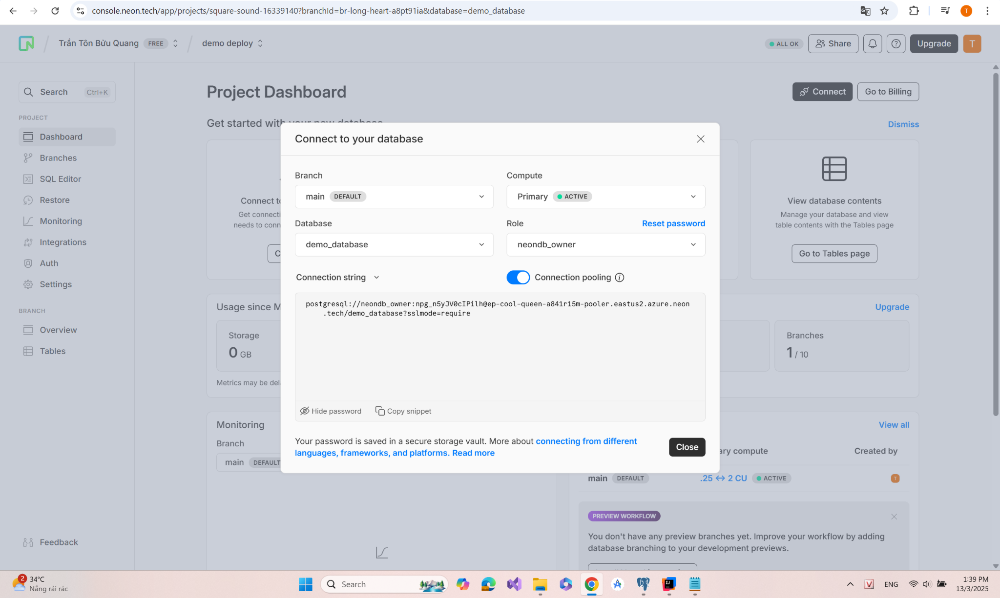 console.neon.tech/app/projects/square-sound-16339140?branchId=br-long-heart-a8pt91ia&database=demo_database
T
Trần Tôn Bửu Quang FREE
demo deploy
ALL OK
Share
Upgrade
T
Search Ctrl+K
PROJECT
Dashboard
Branches
SQL Editor
Restore
Monitoring
Integrations
Auth
Settings
BRANCH
Overview
Tables
Feedback
Project Dashboard
Connect
Go to Billing
Get started with your new database
Dismiss
Connect to
Get connecti
needs to conn
C
View database contents
Manage your database and view
table contents with the Tables page
Go to Tables page
Usage since M
Upgrade
Storage
0 GB
Branches
1 / 10
Metrics may be del
Monitoring
Branch
main DEFAULT
View all
ary compute
Created by
main DEFAULT
.25 ↔ 2 CU ACTIVE
T
PREVIEW WORKFLOW
You don't have any preview branches yet. Improve your workflow by adding
database branching to your development previews.
Connect to your database
Branch
main DEFAULT
Compute
Primary ACTIVE
Database
demo_database
Role
Reset password
neondb_owner
Connection string
Connection pooling
postgresql://neondb_owner:npg_n5yJV0cIPilh@ep-cool-queen-a841r15m-pooler.eastus2.azure.neon
.tech/demo_database?sslmode=require
Hide password
Copy snippet
Your password is saved in a secure storage vault. More about connecting from different
languages, frameworks, and platforms. Read more
Close
2
34°C
Nắng rải rác
Search
ENG
1:39 PM
13/3/2025